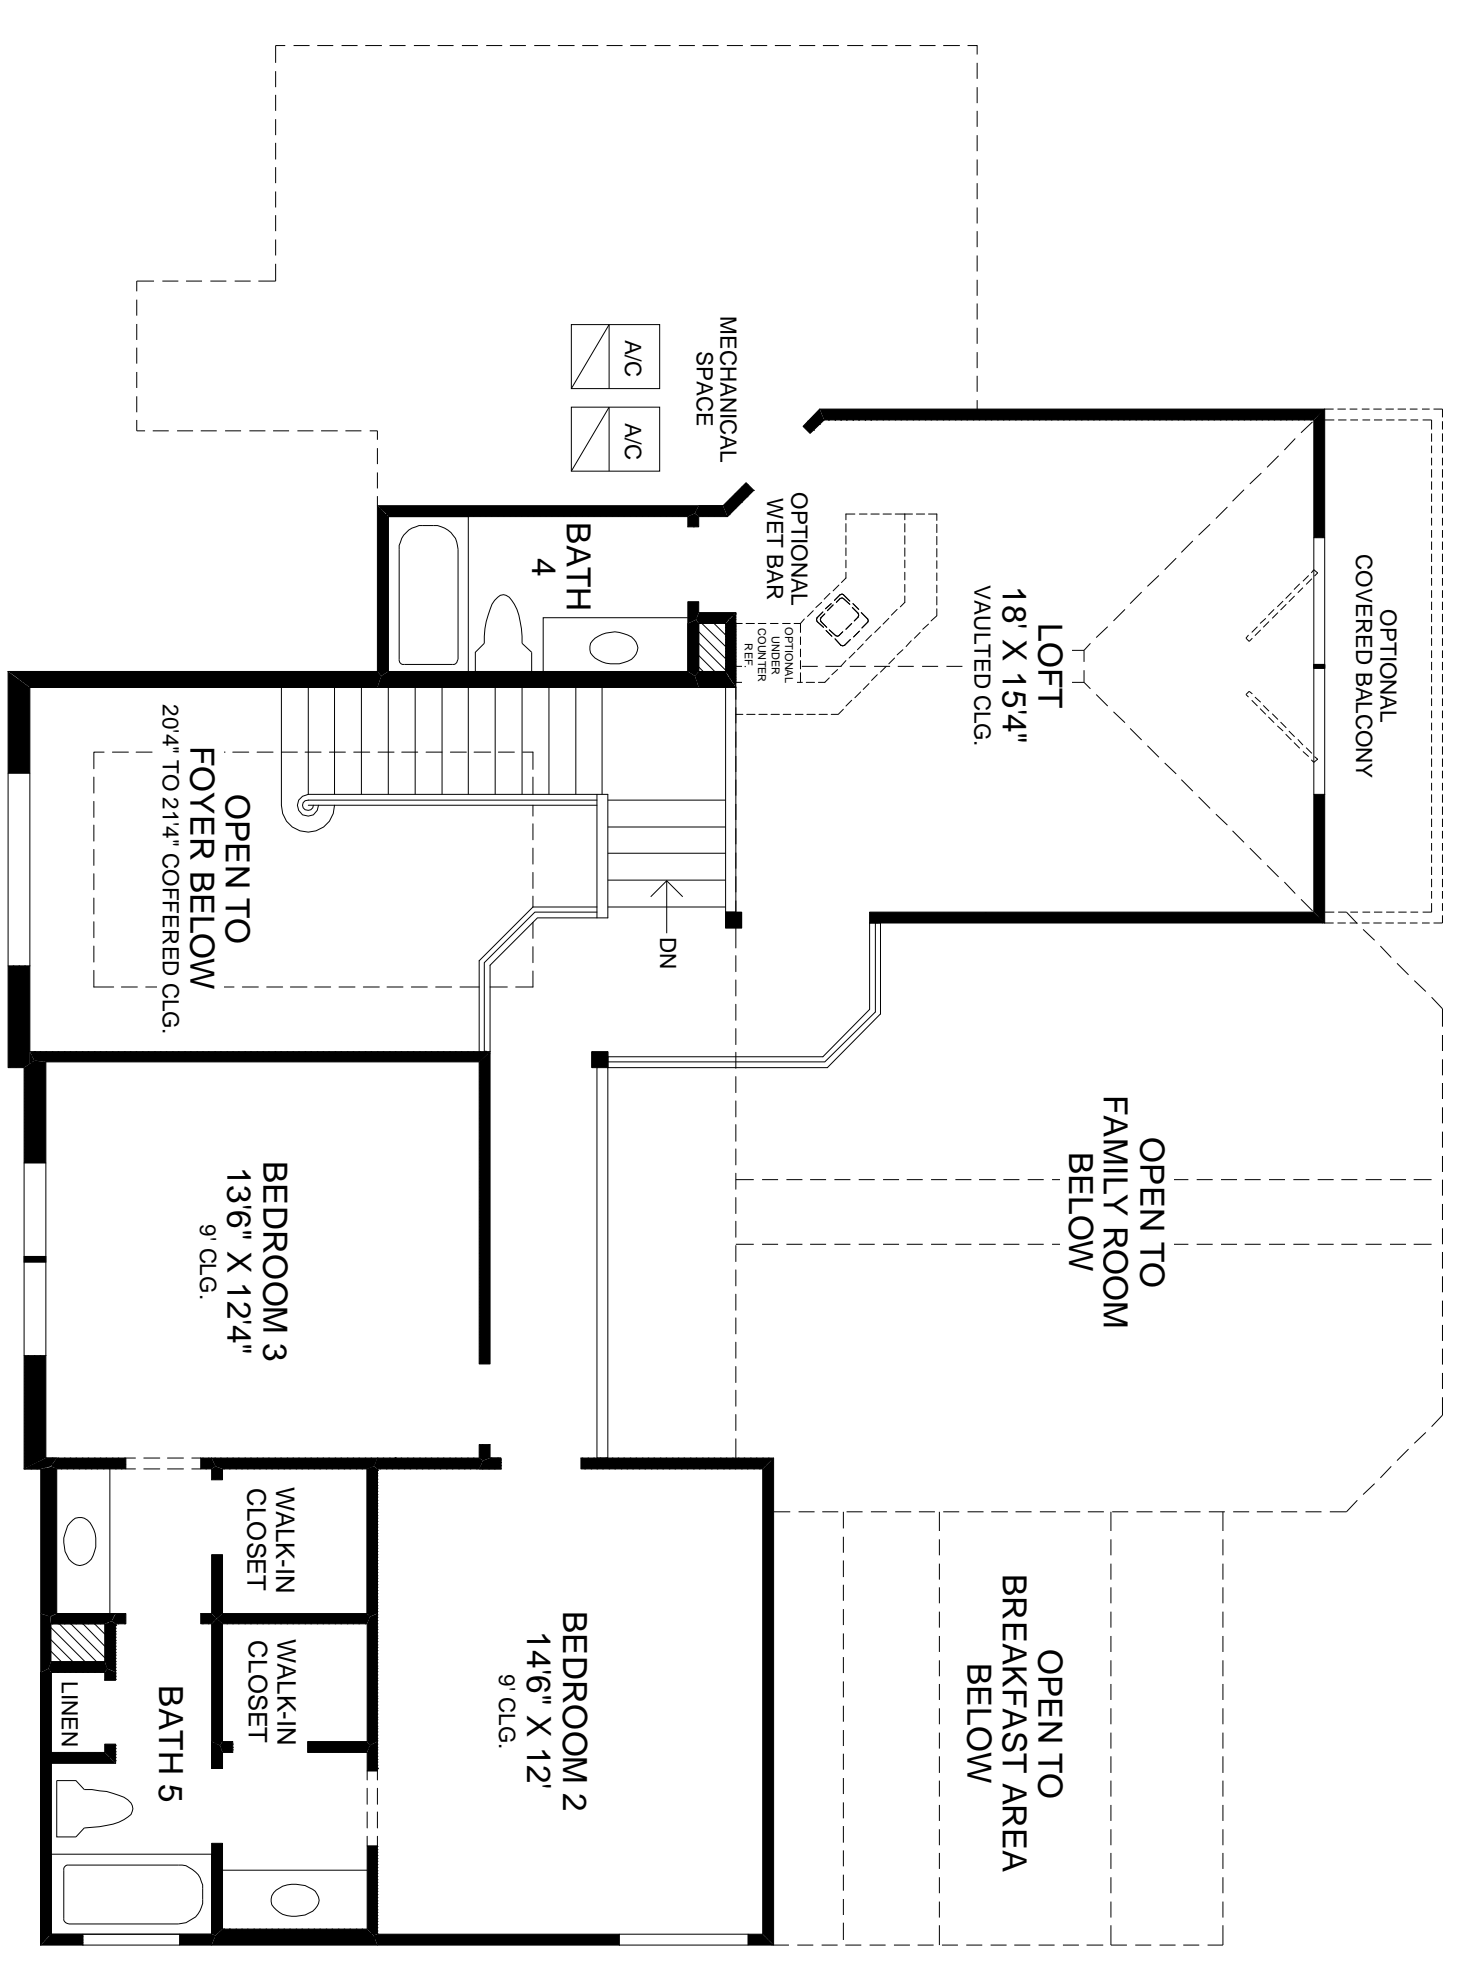 OPTIONAL
COVERED BALCONY
LOFT
18' X 15'4"
VAULTED CLG.
OPTIONAL
WET BAR
OPTIONAL
UNDER
COUNTER
REF.
MECHANICAL
SPACE
A/C
A/C
BATH
4
DN
OPEN TO
FOYER BELOW
20'4" TO 21'4" COFFERED CLG.
OPEN TO
FAMILY ROOM
BELOW
OPEN TO
BREAKFAST AREA
BELOW
BEDROOM 3
13'6" X 12'4"
9' CLG.
BEDROOM 2
14'6" X 12'
9' CLG.
WALK-IN
CLOSET
WALK-IN
CLOSET
BATH 5
LINEN